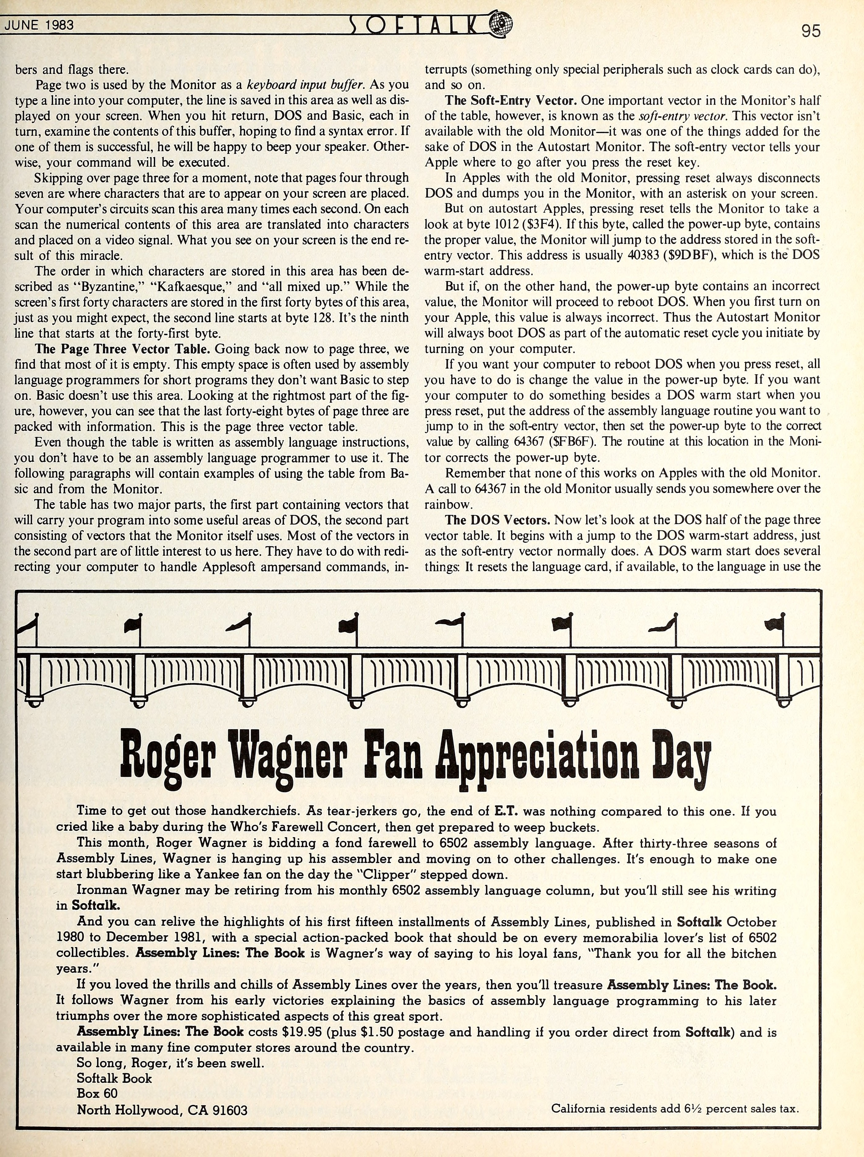 JUNE 1983
SOFTALK
95
bers and flags there.
Page two is used by the Monitor as a keyboard input buffer. As you
type a line into your computer, the line is saved in this area as well as dis-
played on your screen. When you hit return, DOS and Basic, each in
turn, examine the contents of this buffer, hoping to find a syntax error. If
one of them is successful, he will be happy to beep your speaker. Other-
wise, your command will be executed.
Skipping over page three for a moment, note that pages four through
seven are where characters that are to appear on your screen are placed.
Your computer's circuits scan this area many times each second. On each
scan the numerical contents of this area are translated into characters
and placed on a video signal. What you see on your screen is the end re-
sult of this miracle.
The order in which characters are stored in this area has been de-
scribed as "Byzantine," "Kafkaesque," and "all mixed up." While the
screen's first forty characters are stored in the first forty bytes of this area,
just as you might expect, the second line starts at byte 128. It's the ninth
line that starts at the forty-first byte.
The Page Three Vector Table. Going back now to page three, we
find that most of it is empty. This empty space is often used by assembly
language programmers for short programs they don't want Basic to step
on. Basic doesn't use this area. Looking at the rightmost part of the fig-
ure, however, you can see that the last forty-eight bytes of page three are
packed with information. This is the page three vector table.
Even though the table is written as assembly language instructions,
you don't have to be an assembly language programmer to use it. The
following paragraphs will contain examples of using the table from Ba-
sic and from the Monitor.
The table has two major parts, the first part containing vectors that
will carry your program into some useful areas of DOS, the second part
consisting of vectors that the Monitor itself uses. Most of the vectors in
the second part are of little interest to us here. They have to do with redi-
recting your computer to handle Applesoft ampersand commands, in-
terrupts (something only special peripherals such as clock cards can do),
and so on.
The Soft-Entry Vector. One important vector in the Monitor's half
of the table, however, is known as the soft-entry vector. This vector isn't
available with the old Monitor—it was one of the things added for the
sake of DOS in the Autostart Monitor. The soft-entry vector tells your
Apple where to go after you press the reset key.
In Apples with the old Monitor, pressing reset always disconnects
DOS and dumps you in the Monitor, with an asterisk on your screen.
But on autostart Apples, pressing reset tells the Monitor to take a
look at byte 1012 ($3F4). If this byte, called the power-up byte, contains
the proper value, the Monitor will jump to the address stored in the soft-
entry vector. This address is usually 40383 ($9DBF), which is the DOS
warm-start address.
But if, on the other hand, the power-up byte contains an incorrect
value, the Monitor will proceed to reboot DOS. When you first turn on
your Apple, this value is always incorrect. Thus the Autostart Monitor
will always boot DOS as part of the automatic reset cycle you initiate by
turning on your computer.
If you want your computer to reboot DOS when you press reset, all
you have to do is change the value in the power-up byte. If you want
your computer to do something besides a DOS warm start when you
press reset, put the address of the assembly language routine you want to
jump to in the soft-entry vector, then set the power-up byte to the correct
value by calling 64367 ($FB6F). The routine at this location in the Moni-
tor corrects the power-up byte.
Remember that none of this works on Apples with the old Monitor.
A call to 64367 in the old Monitor usually sends you somewhere over the
rainbow.
The DOS Vectors. Now let's look at the DOS half of the page three
vector table. It begins with a jump to the DOS warm-start address, just
as the soft-entry vector normally does. A DOS warm start does several
things: It resets the language card, if available, to the language in use the
Roger Wagner Fan Appreciation Day
Time to get out those handkerchiefs. As tear-jerkers go, the end of E.T. was nothing compared to this one. If you
cried like a baby during the Who's Farewell Concert, then get prepared to weep buckets.
This month, Roger Wagner is bidding a fond farewell to 6502 assembly language. After thirty-three seasons of
Assembly Lines, Wagner is hanging up his assembler and moving on to other challenges. It's enough to make one
start blubbering like a Yankee fan on the day the "Clipper" stepped down.
Ironman Wagner may be retiring from his monthly 6502 assembly language column, but you'll still see his writing
in Softalk.
And you can relive the highlights of his first fifteen installments of Assembly Lines, published in Softalk October
1980 to December 1981, with a special action-packed book that should be on every memorabilia lover's list of 6502
collectibles. Assembly Lines: The Book is Wagner's way of saying to his loyal fans, "Thank you for all the bitchen
years."
If you loved the thrills and chills of Assembly Lines over the years, then you'll treasure Assembly Lines: The Book.
It follows Wagner from his early victories explaining the basics of assembly language programming to his later
triumphs over the more sophisticated aspects of this great sport.
Assembly Lines: The Book costs $19.95 (plus $1.50 postage and handling if you order direct from Softalk) and is
available in many fine computer stores around the country.
So long, Roger, it's been swell.
Softalk Book
Box 60
North Hollywood, CA 91603
California residents add 6½ percent sales tax.